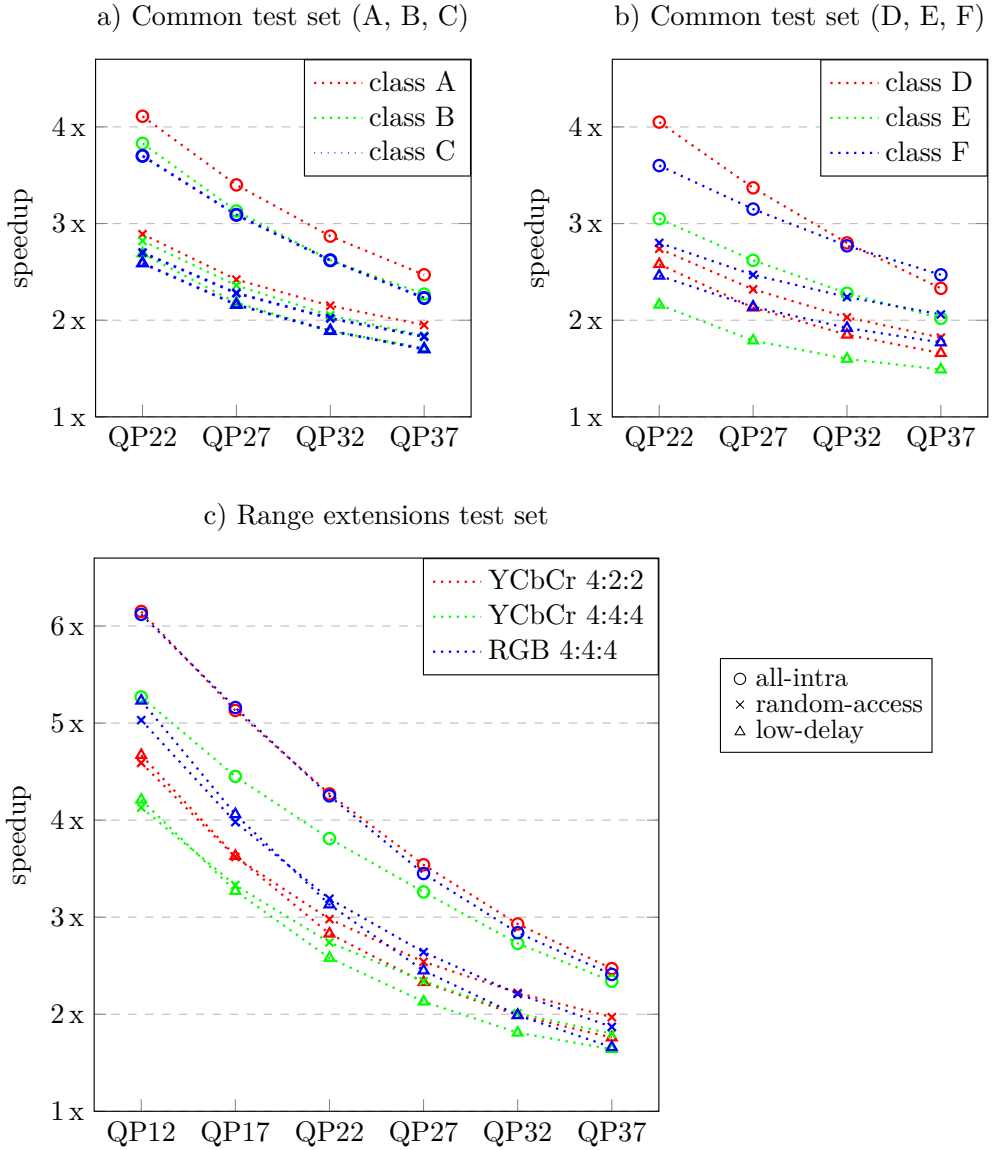 a) Common test set (A, B, C)
class A
class B
class C
4 x
3 x
2 x
1 x
speedup
QP22 QP27 QP32 QP37
b) Common test set (D, E, F)
class D
class E
class F
4 x
3 x
2 x
1 x
speedup
QP22 QP27 QP32 QP37
c) Range extensions test set
YCbCr 4:2:2
YCbCr 4:4:4
RGB 4:4:4
6 x
5 x
4 x
3 x
2 x
1 x
speedup
QP12 QP17 QP22 QP27 QP32 QP37
all-intra
random-access
low-delay